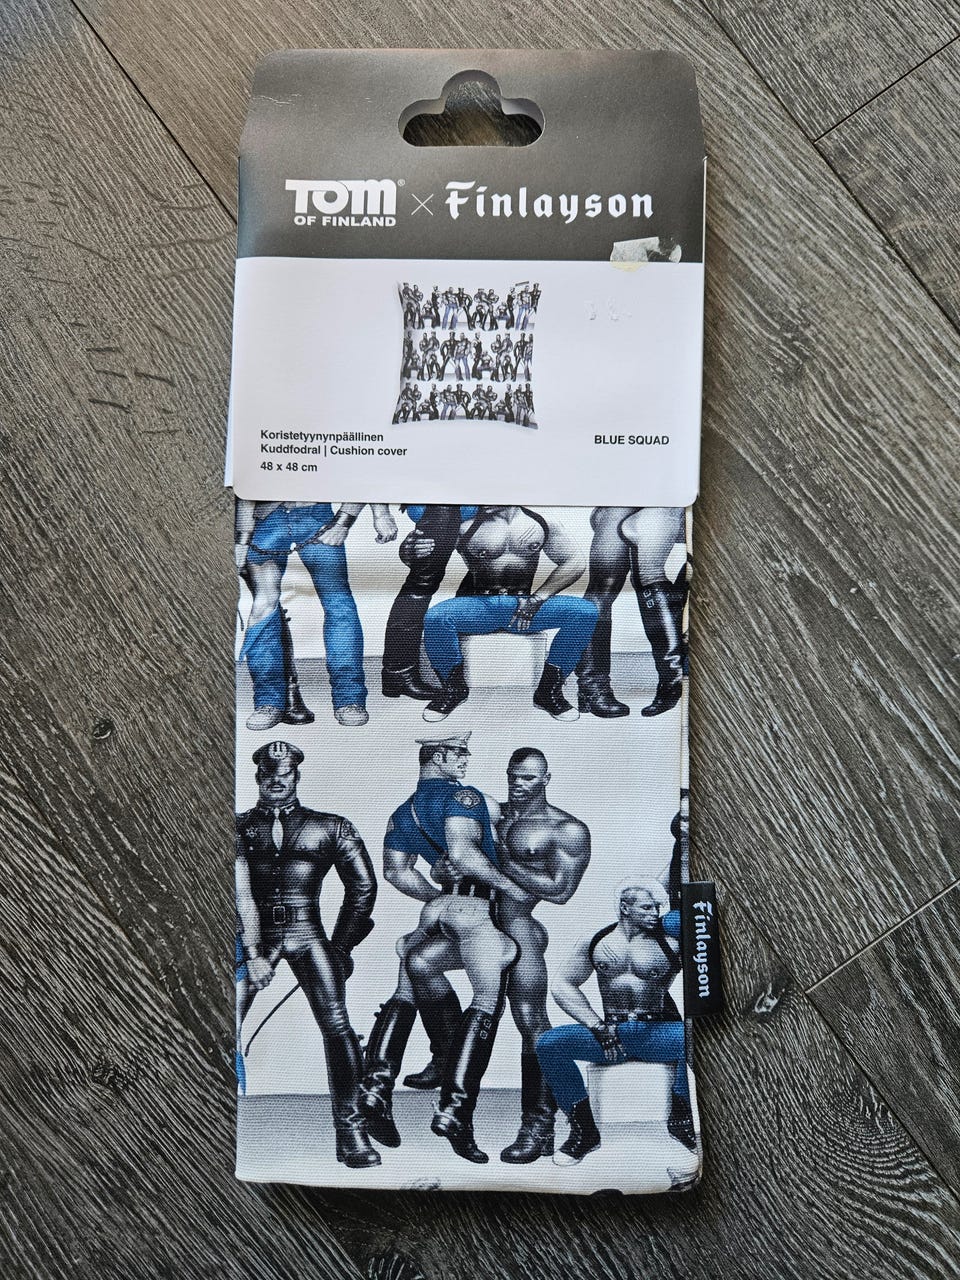 TOM® × Finlayson
OF FINLAND
Koristetyynynpäällinen
Kuddfodral | Cushion cover
48 x 48 cm
BLUE SQUAD
Finlayson